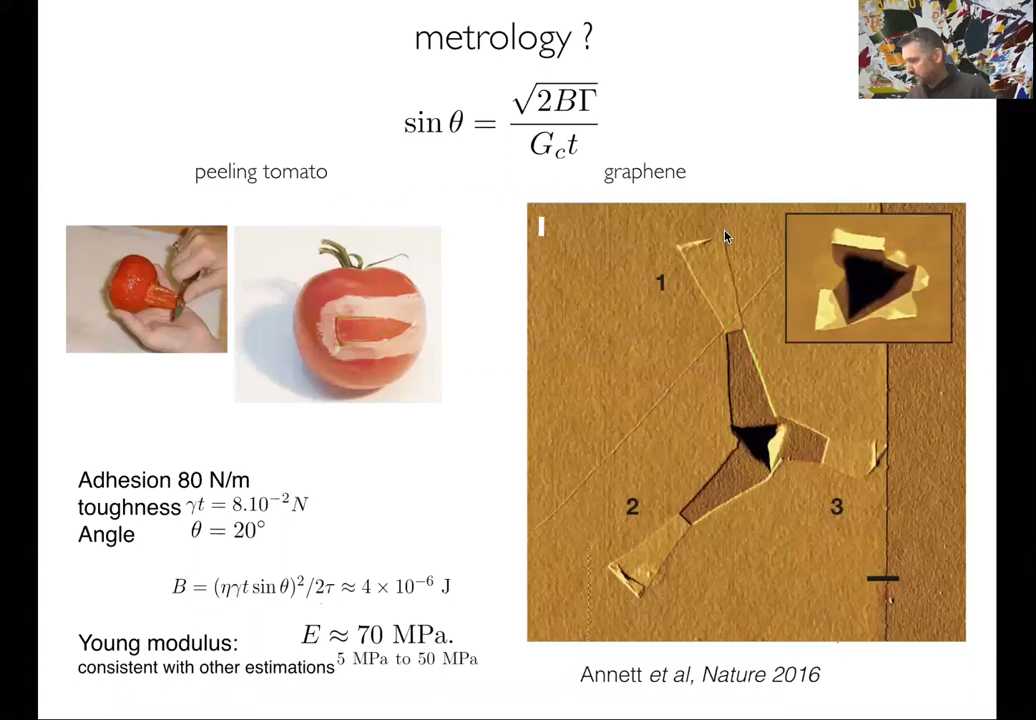 metrology ?
sin θ = √2BΓ / G_c t
peeling tomato
graphene
1
2
3
Adhesion 80 N/m
toughness γt = 8.10⁻² N
Angle θ = 20°
B = (ηγt sin θ)²/2τ ≈ 4 × 10⁻⁶ J
Young modulus: E ≈ 70 MPa.
consistent with other estimations 5 MPa to 50 MPa
Annett et al, Nature 2016